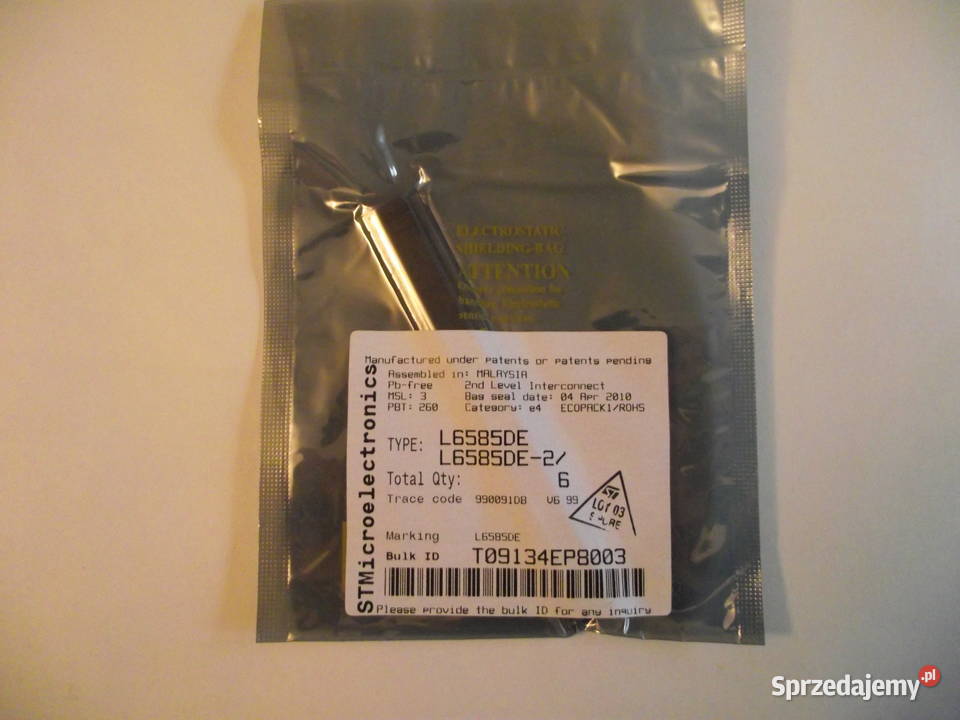 ELECTROSTATIC
SHIELDING BAG
ATTENTION
Manufactured under patents or patents pending
Assembled in: MALAYSIA
Pb-free 2nd Level Interconnect
MSL: 3 Bag seal date: 04 Apr 2010
PBT: 260 Category: e4 ECOPACK1/ROHS
TYPE: L6585DE
L6585DE-2/
Total Qty: 6
Trace code 990091DB V6 99
LOT 03
Marking L6585DE
Bulk ID T09134EP8003
Please provide the bulk ID for any inquiry
STMicroelectronics
Sprzedajemy.pl